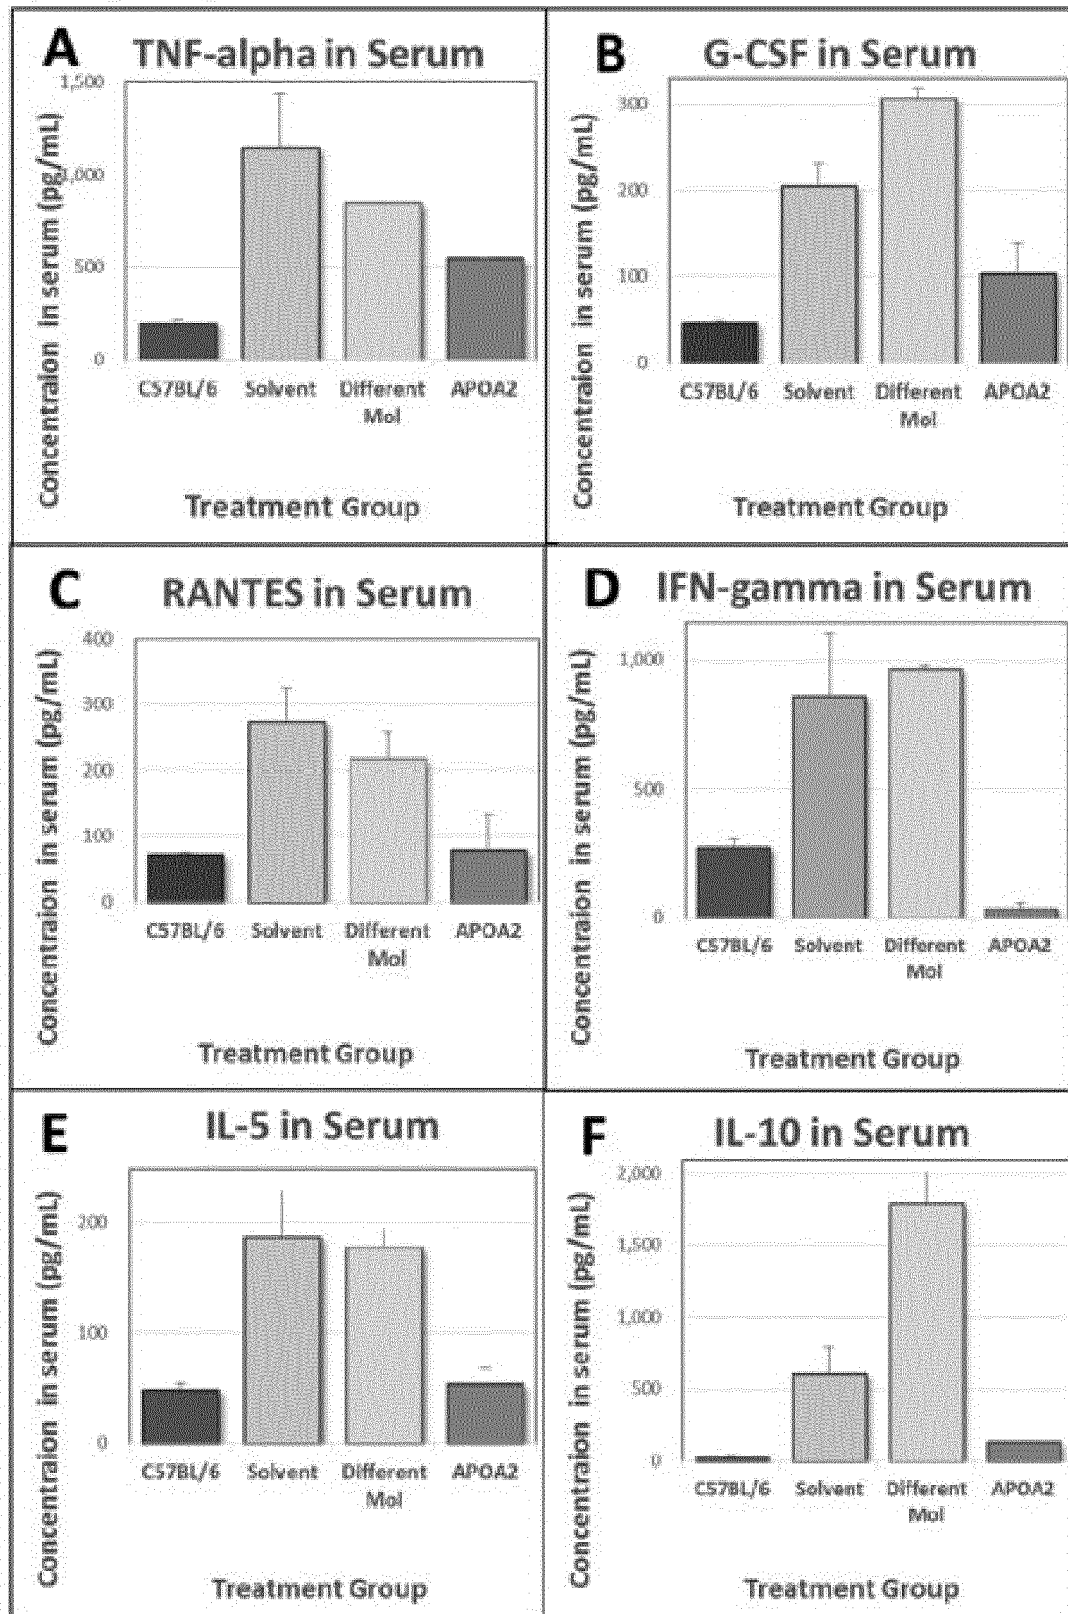 A
TNF-alpha in Serum
Concentraion In serum (pg/mL)
1,500
1,000
500
0
C57BL/6 Solvent Different APOA2
Mol
Treatment Group
B
G-CSF in Serum
Concentraion in serum (pg/mL)
300
200
100
0
C57BL/6 Solvent Different APOA2
Mol
Treatment Group
C
RANTES in Serum
Concentraion in serum (pg/mL)
400
300
200
100
0
C57BL/6 Solvent Different APOA2
Mol
Treatment Group
D
IFN-gamma in Serum
Concentraion in serum (pg/mL)
1,000
500
0
C57BL/6 Solvent Different APOA2
Mol
Treatment Group
E
IL-5 in Serum
Concentraion in serum (pg/mL)
200
100
0
C57BL/6 Solvent Different APOA2
Mol
Treatment Group
F
IL-10 in Serum
Concentraion in serum (pg/mL)
2,000
1,500
1,000
500
0
C57BL/6 Solvent Different APOA2
Mol
Treatment Group